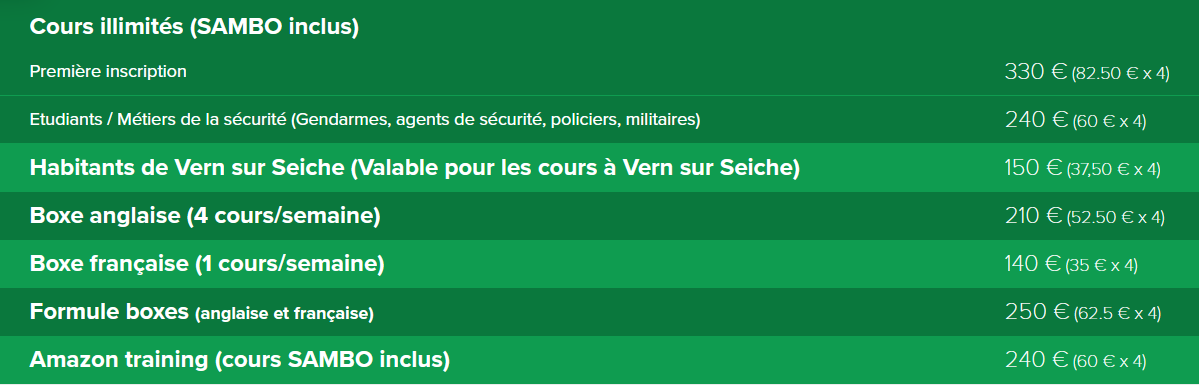 Cours illimités (SAMBO inclus)
Première inscription 330 € (82.50 € x 4)
Etudiants / Métiers de la sécurité (Gendarmes, agents de sécurité, policiers, militaires) 240 € (60 € x 4)
Habitants de Vern sur Seiche (Valable pour les cours à Vern sur Seiche) 150 € (37,50 € x 4)
Boxe anglaise (4 cours/semaine) 210 € (52.50 € x 4)
Boxe française (1 cours/semaine) 140 € (35 € x 4)
Formule boxes (anglaise et française) 250 € (62.5 € x 4)
Amazon training (cours SAMBO inclus) 240 € (60 € x 4)